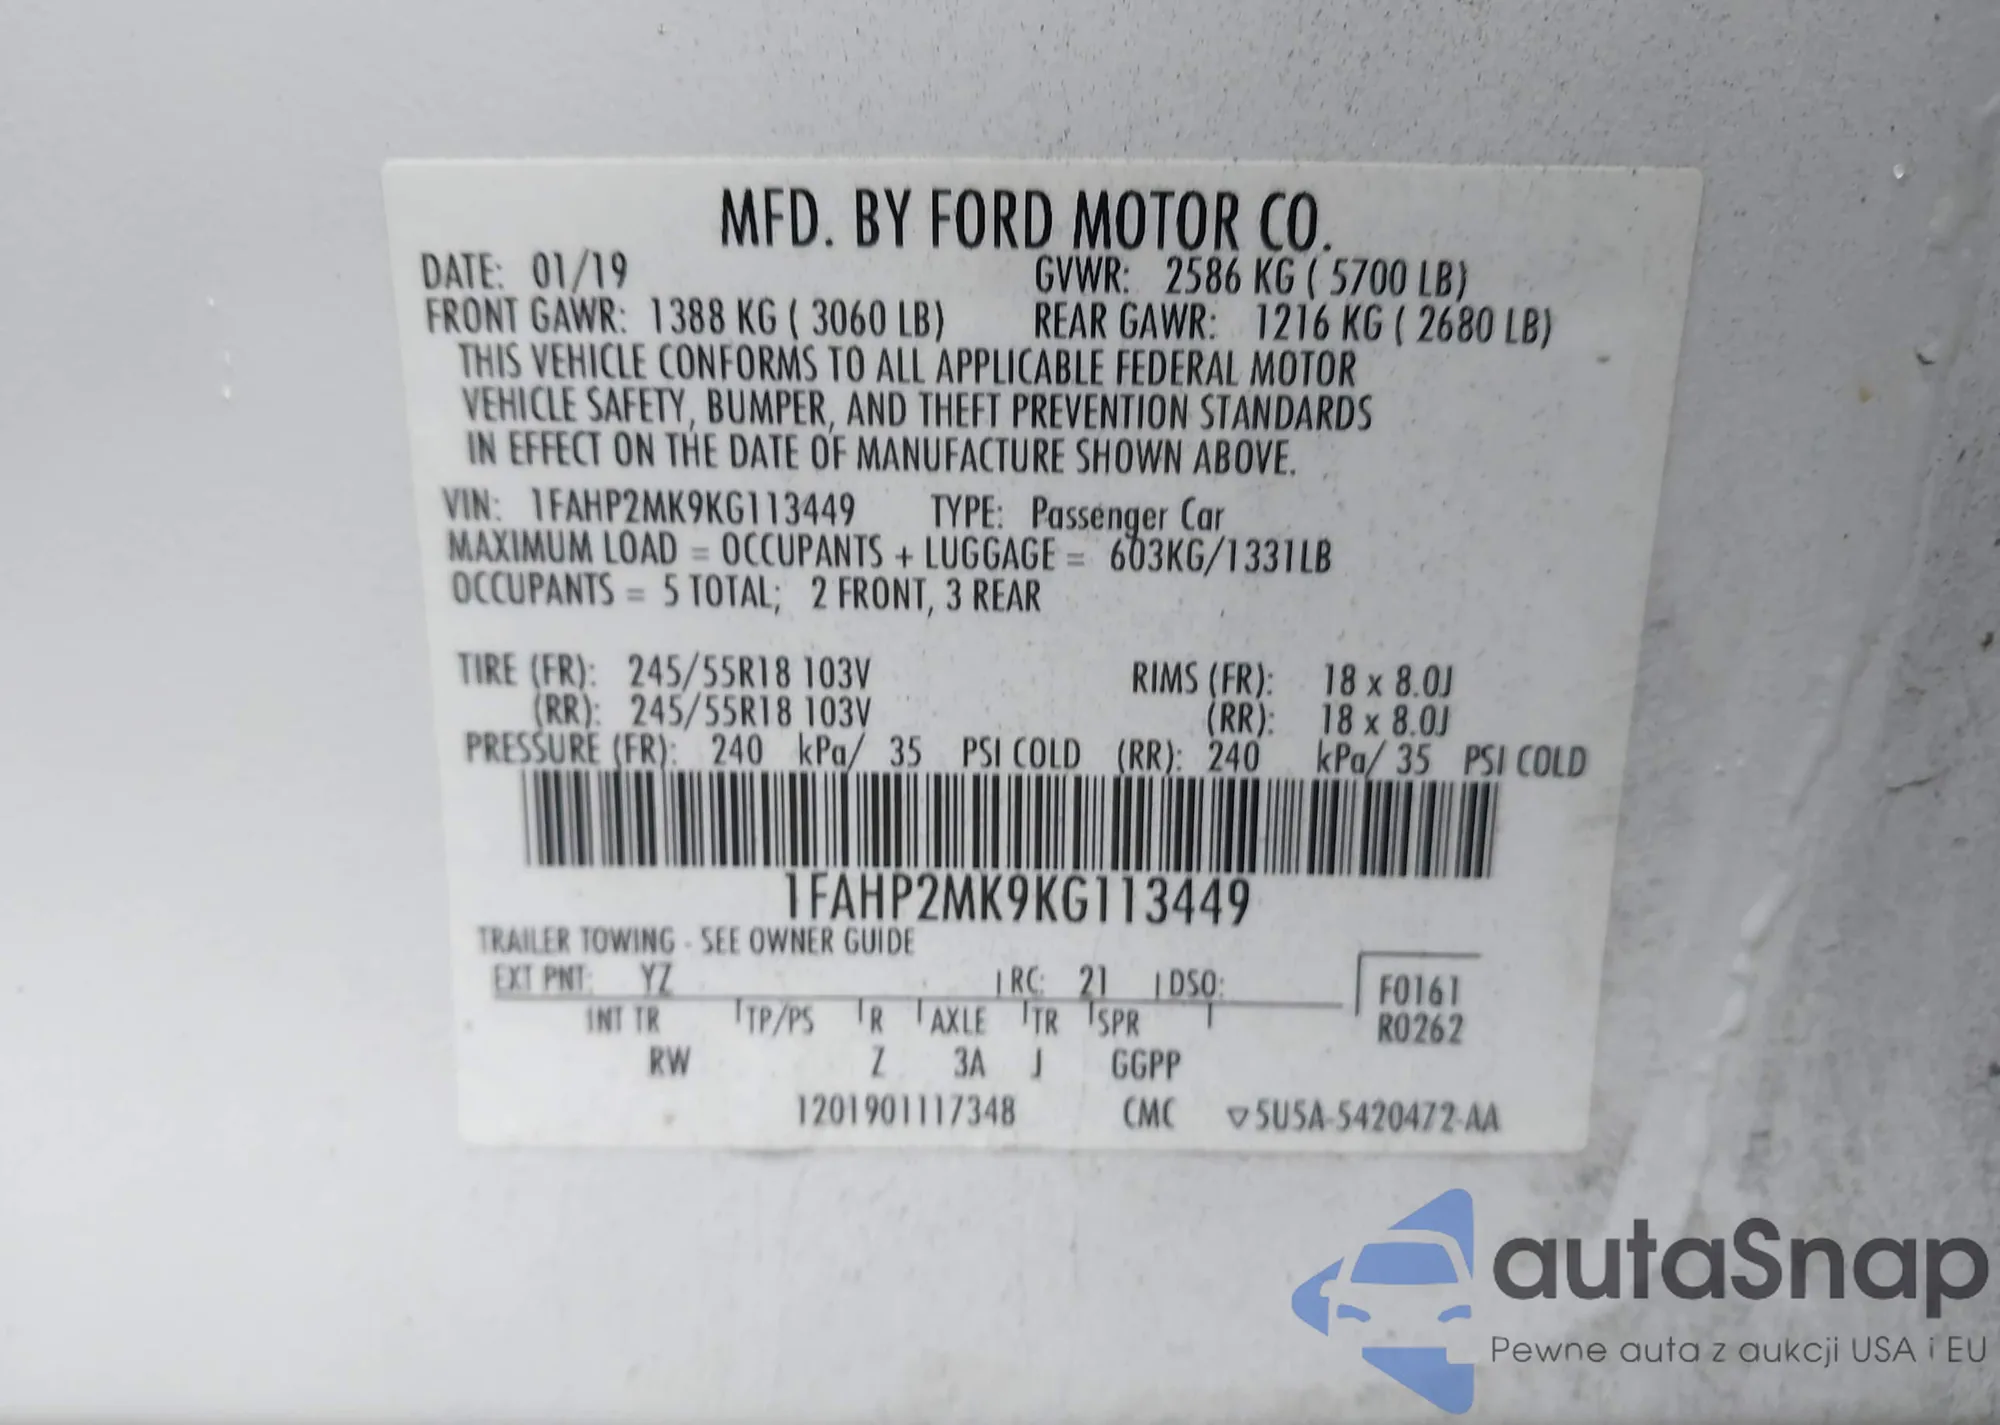 MFD. BY FORD MOTOR CO.
DATE: 01/19 GVWR: 2586 KG ( 5700 LB)
FRONT GAWR: 1388 KG ( 3060 LB) REAR GAWR: 1216 KG ( 2680 LB)
THIS VEHICLE CONFORMS TO ALL APPLICABLE FEDERAL MOTOR
VEHICLE SAFETY, BUMPER, AND THEFT PREVENTION STANDARDS
IN EFFECT ON THE DATE OF MANUFACTURE SHOWN ABOVE.
VIN: 1FAHP2MK9KG113449 TYPE: Passenger Car
MAXIMUM LOAD = OCCUPANTS + LUGGAGE = 603KG/1331LB
OCCUPANTS = 5 TOTAL; 2 FRONT, 3 REAR
TIRE (FR): 245/55R18 103V RIMS (FR): 18 x 8.0J
(RR): 245/55R18 103V (RR): 18 x 8.0J
PRESSURE (FR): 240 kPa/ 35 PSI COLD (RR): 240 kPa/ 35 PSI COLD
1FAHP2MK9KG113449
TRAILER TOWING - SEE OWNER GUIDE
EXT PNT: YZ RC: 21 DSO: F0161
INT TR TP/PS R AXLE TR SPR R0262
RW Z 3A J GGPP
1201901117348 CMC ▽5U5A-5420472-AA
autaSnap
Pewne auta z aukcji USA i EU